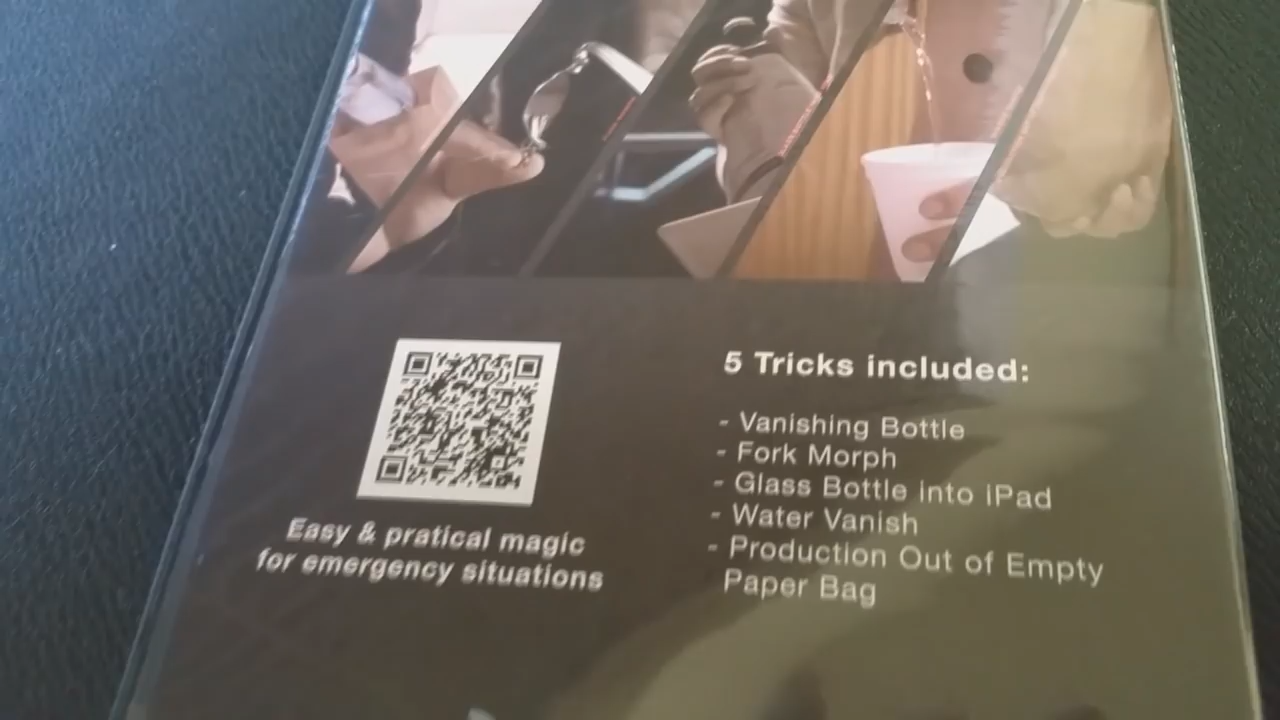 Easy & pratical magic
for emergency situations
5 Tricks included:
- Vanishing Bottle
- Fork Morph
- Glass Bottle into iPad
- Water Vanish
- Production Out of Empty
Paper Bag